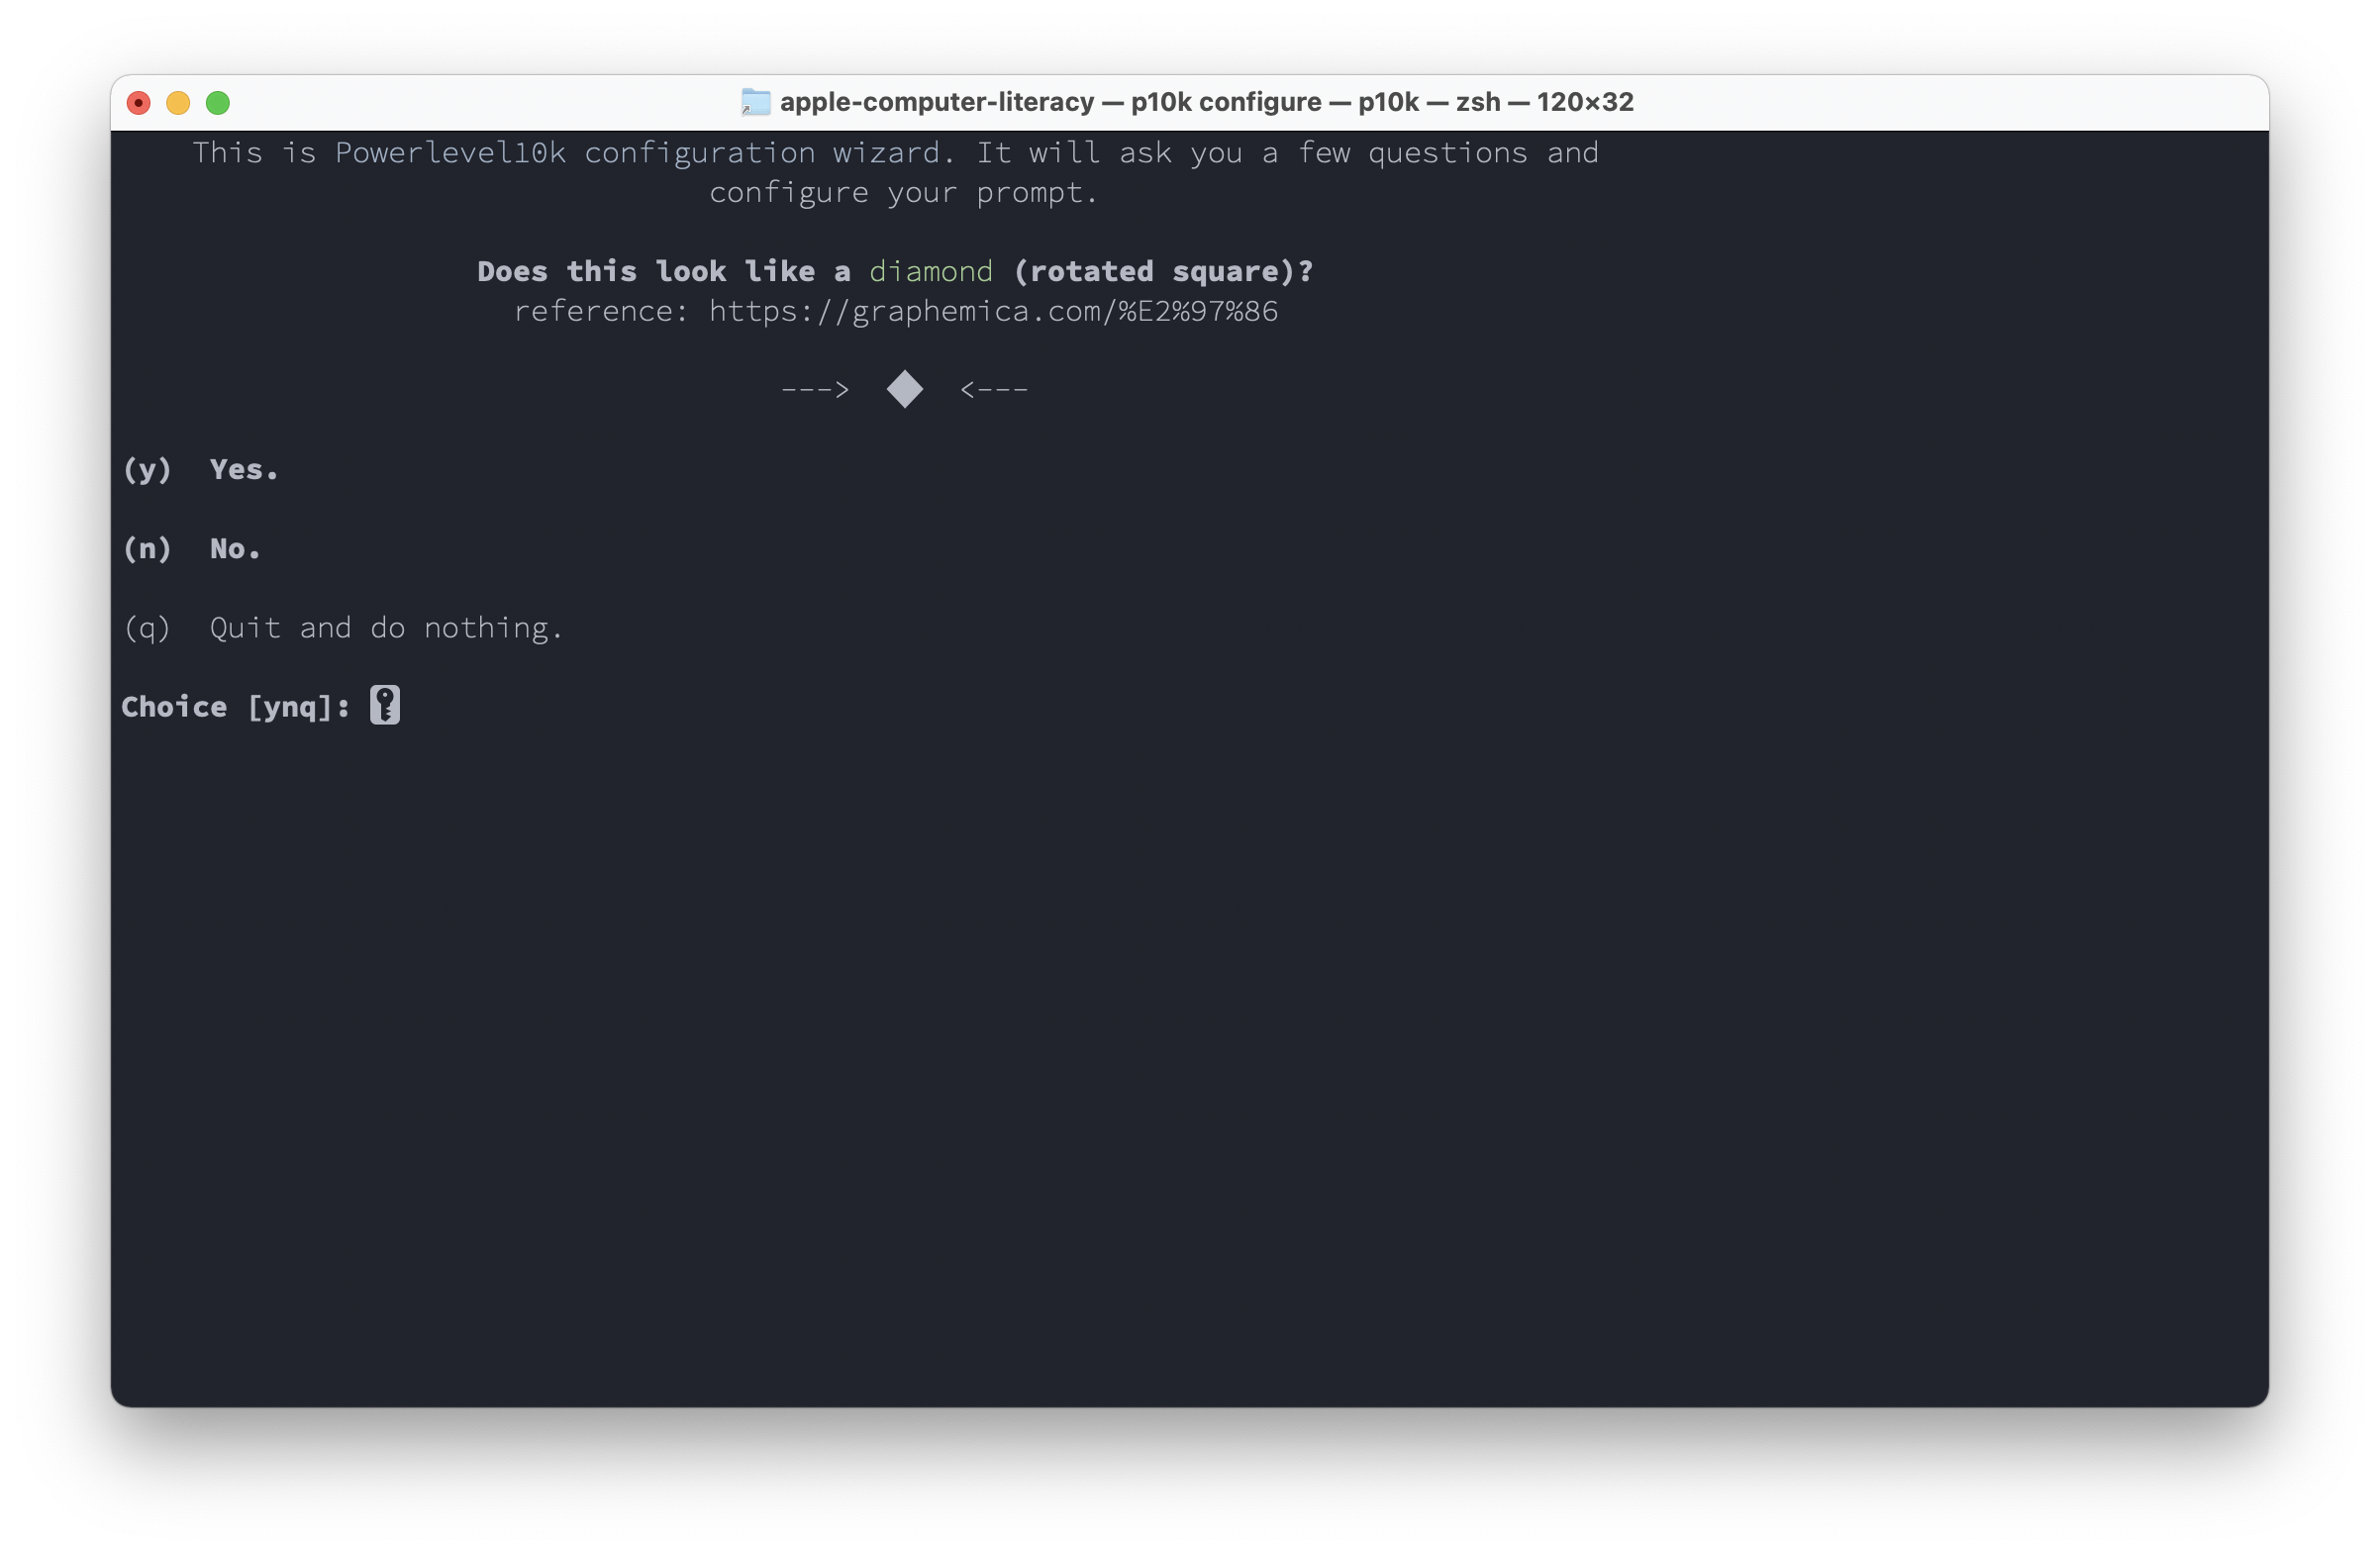 apple-computer-literacy — p10k configure — p10k — zsh — 120×32
This is Powerlevel10k configuration wizard. It will ask you a few questions and
configure your prompt.
Does this look like a diamond (rotated square)?
reference: https://graphemica.com/%E2%97%86
---> ◆ <---
(y) Yes.
(n) No.
(q) Quit and do nothing.
Choice [ynq]: